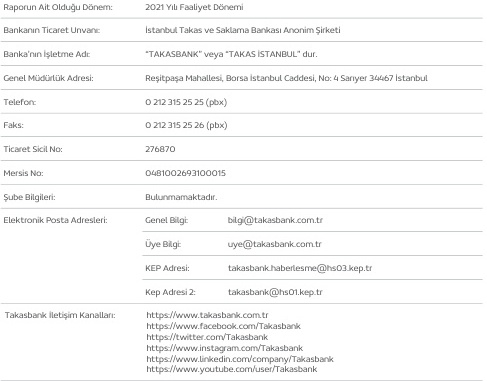 Raporun Ait Olduğu Dönem: 2021 Yılı Faaliyet Dönemi
Bankanın Ticaret Unvanı: İstanbul Takas ve Saklama Bankası Anonim Şirketi
Banka’nın İşletme Adı: “TAKASBANK” veya “TAKAS İSTANBUL” dur.
Genel Müdürlük Adresi: Reşitpaşa Mahallesi, Borsa İstanbul Caddesi, No: 4 Sarıyer 34467 İstanbul
Telefon: 0 212 315 25 25 (pbx)
Faks: 0 212 315 25 26 (pbx)
Ticaret Sicil No: 276870
Mersis No: 0481002693100015
Şube Bilgileri: Bulunmamaktadır.
Elektronik Posta Adresleri: Genel Bilgi: bilgi@takasbank.com.tr
Üye Bilgi: uye@takasbank.com.tr
KEP Adresi: takasbank.haberlesme@hs03.kep.tr
Kep Adresi 2: takasbank@hs01.kep.tr
Takasbank İletişim Kanalları: https://www.takasbank.com.tr
https://www.facebook.com/Takasbank
https://twitter.com/Takasbank
https://www.instagram.com/Takasbank
https://www.linkedin.com/company/Takasbank
https://www.youtube.com/user/Takasbank